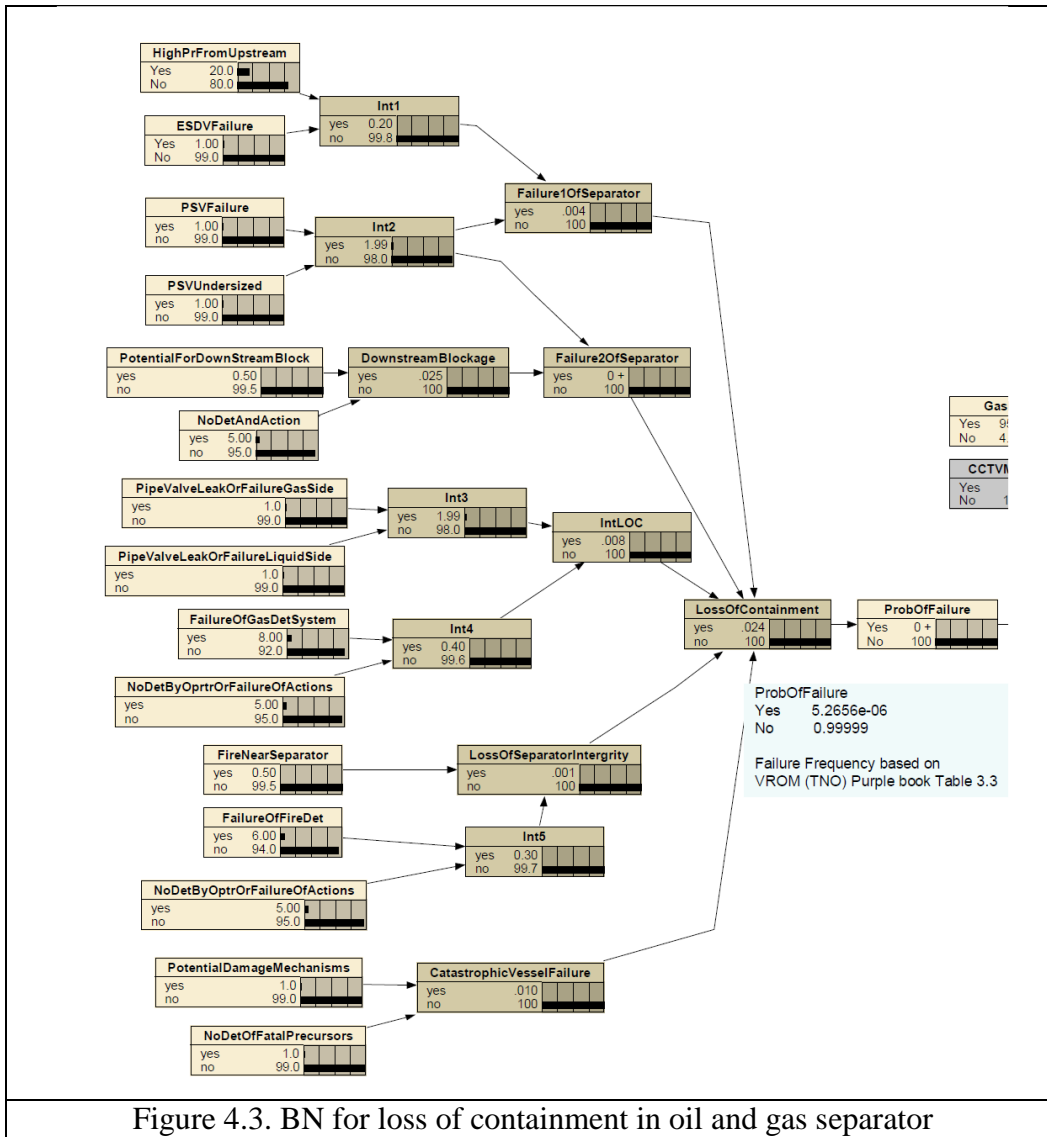 HighPrFromUpstream
Yes 20.0
No 80.0
ESDVFailure
Yes 1.00
No 99.0
Int1
yes 0.20
no 99.8
PSVFailure
yes 1.00
no 99.0
Int2
yes 1.99
no 98.0
Failure1OfSeparator
yes .004
no 100
PSVUndersized
yes 1.00
no 99.0
PotentialForDownStreamBlock
yes 0.50
no 99.5
DownstreamBlockage
yes .025
no 100
Failure2OfSeparator
yes 0 +
no 100
NoDetAndAction
yes 5.00
no 95.0
Gas
Yes 95
No 4.
CCTVM
Yes
No 1
PipeValveLeakOrFailureGasSide
yes 1.0
no 99.0
Int3
yes 1.99
no 98.0
IntLOC
yes .008
no 100
PipeValveLeakOrFailureLiquidSide
yes 1.0
no 99.0
FailureOfGasDetSystem
yes 8.00
no 92.0
Int4
yes 0.40
no 99.6
NoDetByOprtrOrFailureOfActions
yes 5.00
no 95.0
LossOfContainment
yes .024
no 100
ProbOfFailure
Yes 0 +
No 100
ProbOfFailure
Yes 5.2656e-06
No 0.99999
Failure Frequency based on
VROM (TNO) Purple book Table 3.3
FireNearSeparator
yes 0.50
no 99.5
LossOfSeparatorIntergrity
yes .001
no 100
FailureOfFireDet
yes 6.00
no 94.0
Int5
yes 0.30
no 99.7
NoDetByOptrOrFailureOfActions
yes 5.00
no 95.0
PotentialDamageMechanisms
yes 1.0
no 99.0
CatastrophicVesselFailure
yes .010
no 100
NoDetOfFatalPrecursors
yes 1.0
no 99.0
Figure 4.3. BN for loss of containment in oil and gas separator